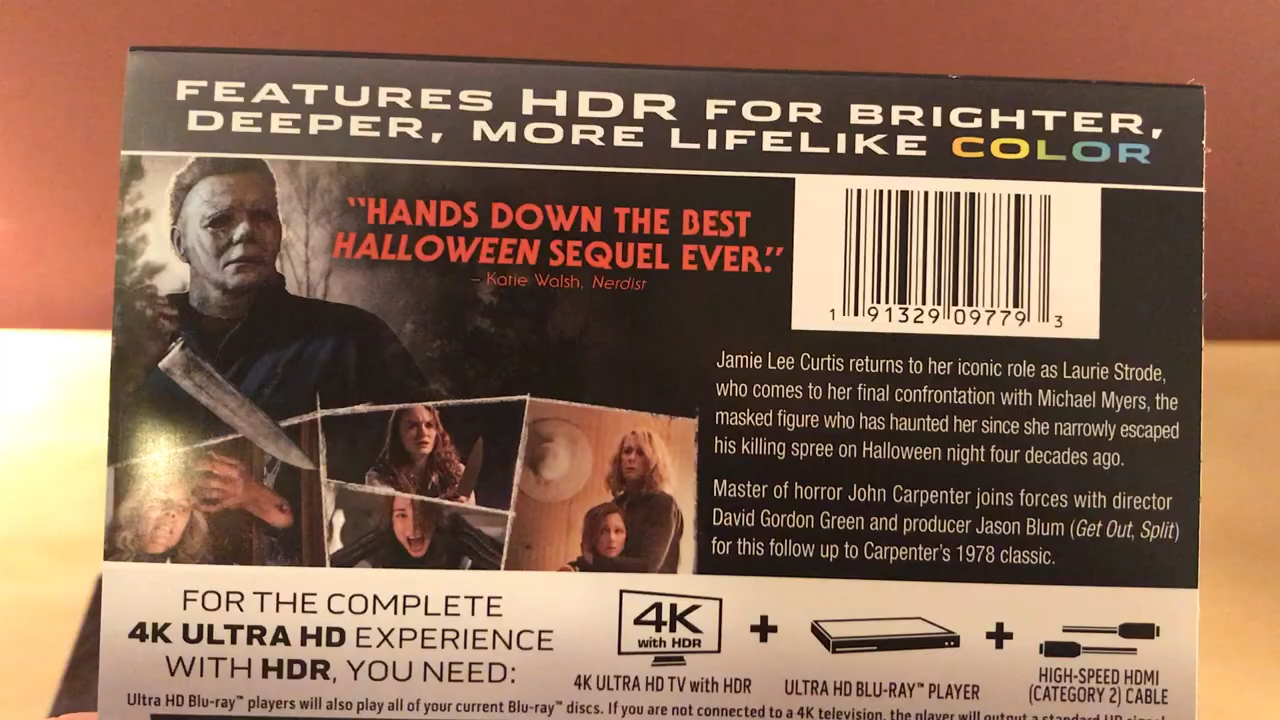 FEATURES HDR FOR BRIGHTER,
DEEPER, MORE LIFELIKE COLOR
“HANDS DOWN THE BEST
HALLOWEEN SEQUEL EVER.”
– Katie Walsh, Nerdist
1 91329 09779 3
Jamie Lee Curtis returns to her iconic role as Laurie Strode,
who comes to her final confrontation with Michael Myers, the
masked figure who has haunted her since she narrowly escaped
his killing spree on Halloween night four decades ago.
Master of horror John Carpenter joins forces with director
David Gordon Green and producer Jason Blum (Get Out, Split)
for this follow up to Carpenter's 1978 classic.
FOR THE COMPLETE
4K ULTRA HD EXPERIENCE
WITH HDR, YOU NEED:
4K
with HDR
+
+
4K ULTRA HD TV with HDR
ULTRA HD BLU-RAY™ PLAYER
HIGH-SPEED HDMI
(CATEGORY 2) CABLE
Ultra HD Blu-ray™ players will also play all of your current Blu-ray™ discs. If you are not connected to a 4K television, the player will output a standard HD